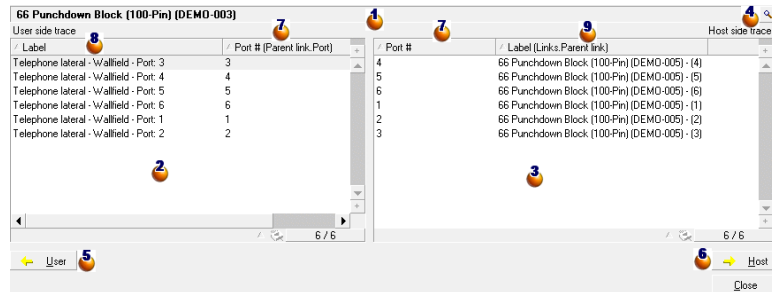 66 Punchdown Block (100-Pin) (DEMO-003) 1 4
User side trace 7 7 9 Host side trace
8
/ Label / Port # (Parent link.Port) / Port # / Label (Links.Parent link)
Telephone lateral - Wallfield - Port: 3 3 4 66 Punchdown Block (100-Pin) (DEMO-005) - (4)
Telephone lateral - Wallfield - Port: 4 4 5 66 Punchdown Block (100-Pin) (DEMO-005) - (5)
Telephone lateral - Wallfield - Port: 5 5 6 66 Punchdown Block (100-Pin) (DEMO-005) - (6)
Telephone lateral - Wallfield - Port: 6 6 1 66 Punchdown Block (100-Pin) (DEMO-005) - (1)
Telephone lateral - Wallfield - Port: 1 1 2 66 Punchdown Block (100-Pin) (DEMO-005) - (2)
Telephone lateral - Wallfield - Port: 2 2 3 66 Punchdown Block (100-Pin) (DEMO-005) - (3)
2 3
/ 6 / 6 / 6 / 6
User 5 6 Host
Close